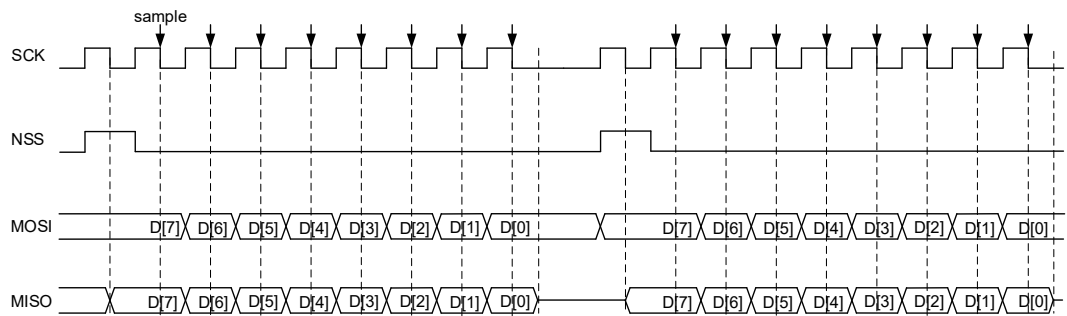 sample
SCK
NSS
MOSI D[7] D[6] D[5] D[4] D[3] D[2] D[1] D[0] D[7] D[6] D[5] D[4] D[3] D[2] D[1] D[0]
MISO D[7] D[6] D[5] D[4] D[3] D[2] D[1] D[0] D[7] D[6] D[5] D[4] D[3] D[2] D[1] D[0]